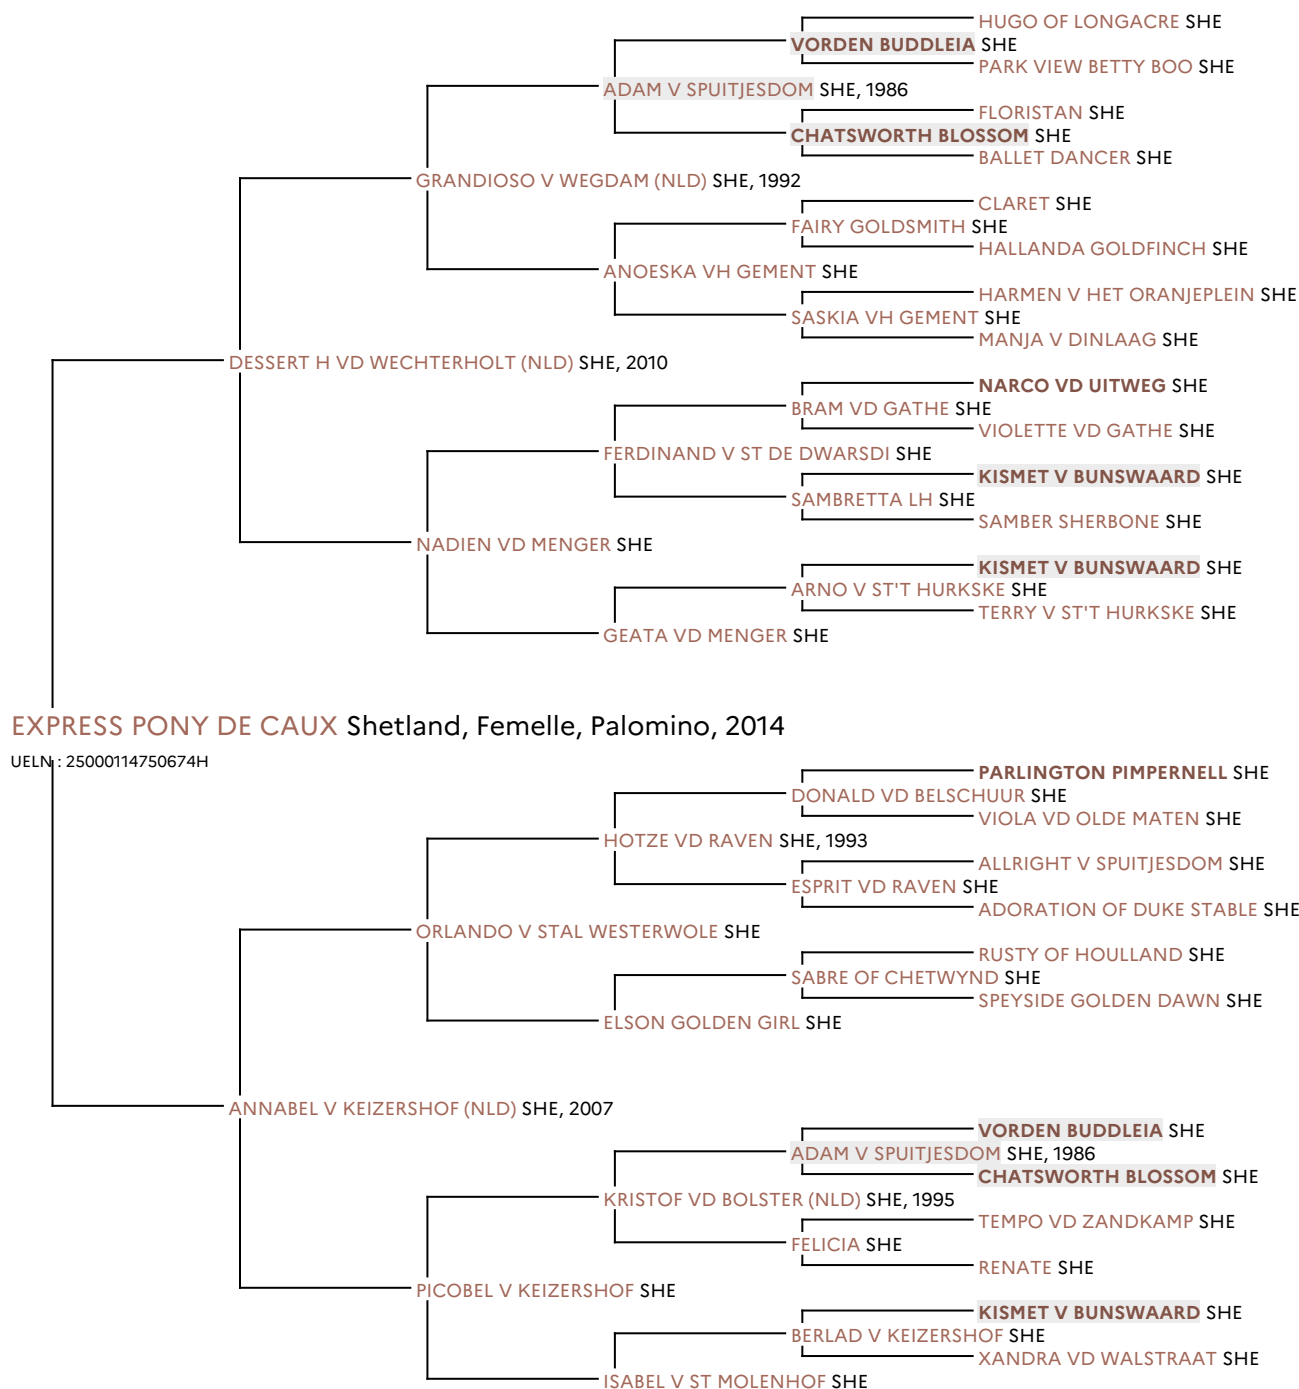 HUGO OF LONGACRE SHE
VORDEN BUDDLEIA SHE
PARK VIEW BETTY BOO SHE
ADAM V SPUITJESDOM SHE, 1986
FLORISTAN SHE
CHATSWORTH BLOSSOM SHE
BALLET DANCER SHE
GRANDIOSO V WEGDAM (NLD) SHE, 1992
CLARET SHE
FAIRY GOLDSMITH SHE
HALLANDA GOLDFINCH SHE
ANOESKA VH GEMENT SHE
HARMEN V HET ORANJEPLEIN SHE
SASKIA VH GEMENT SHE
MANJA V DINLAAG SHE
DESSERT H VD WECHTERHOLT (NLD) SHE, 2010
NARCO VD UITWEG SHE
BRAM VD GATHE SHE
VIOLETTE VD GATHE SHE
FERDINAND V ST DE DWARSDI SHE
KISMET V BUNSWAARD SHE
SAMBRETTA LH SHE
SAMBER SHERBONE SHE
NADIEN VD MENGER SHE
KISMET V BUNSWAARD SHE
ARNO V ST'T HURKSKE SHE
TERRY V ST'T HURKSKE SHE
GEATA VD MENGER SHE
EXPRESS PONY DE CAUX Shetland, Femelle, Palomino, 2014
UELN : 25000114750674H
PARLINGTON PIMPERNELL SHE
DONALD VD BELSCHUUR SHE
VIOLA VD OLDE MATEN SHE
HOTZE VD RAVEN SHE, 1993
ALLRIGHT V SPUITJESDOM SHE
ESPRIT VD RAVEN SHE
ADORATION OF DUKE STABLE SHE
ORLANDO V STAL WESTERWOLE SHE
RUSTY OF HOULLAND SHE
SABRE OF CHETWYND SHE
SPEYSIDE GOLDEN DAWN SHE
ELSON GOLDEN GIRL SHE
ANNABEL V KEIZERSHOF (NLD) SHE, 2007
VORDEN BUDDLEIA SHE
ADAM V SPUITJESDOM SHE, 1986
CHATSWORTH BLOSSOM SHE
KRISTOF VD BOLSTER (NLD) SHE, 1995
TEMPO VD ZANDKAMP SHE
FELICIA SHE
RENATE SHE
PICOBEL V KEIZERSHOF SHE
KISMET V BUNSWAARD SHE
BERLAD V KEIZERSHOF SHE
XANDRA VD WALSTRAAT SHE
ISABEL V ST MOLENHOF SHE